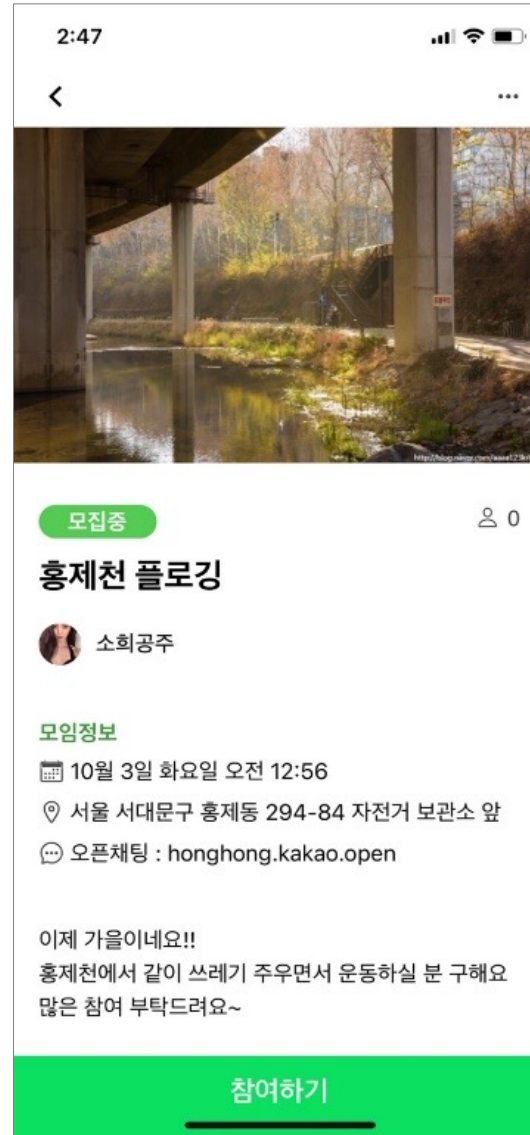 2:47
모집중
0
홍제천 플로깅
소희공주
모임정보
10월 3일 화요일 오전 12:56
서울 서대문구 홍제동 294-84 자전거 보관소 앞
오픈채팅 : honghong.kakao.open
이제 가을이네요!!
홍제천에서 같이 쓰레기 주우면서 운동하실 분 구해요
많은 참여 부탁드려요~
참여하기